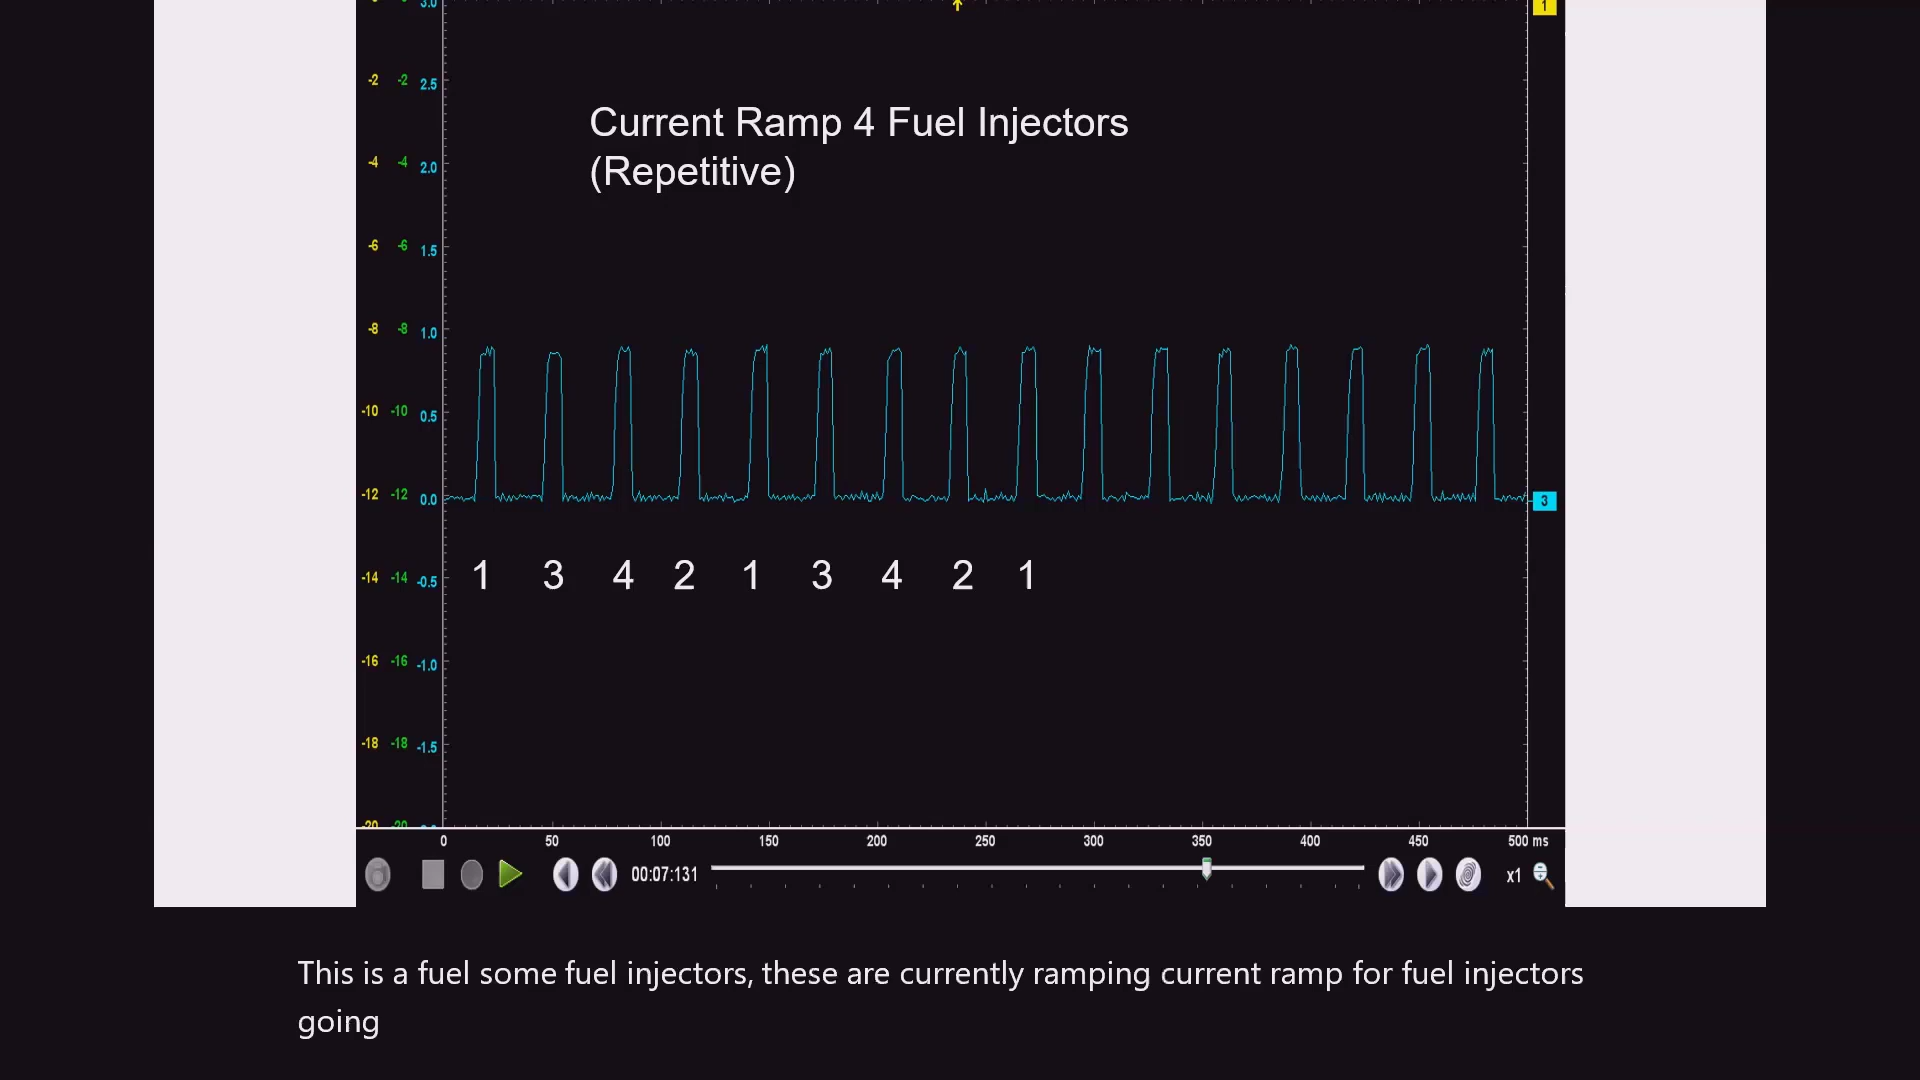 3.0 1
-2 -2 2.5
Current Ramp 4 Fuel Injectors
(Repetitive)
-4 -4 2.0
-6 -6 1.5
-8 -8 1.0
-10 -10 0.5
-12 -12 0.0 3
1 3 4 2 1 3 4 2 1
-14 -14 -0.5
-16 -16 -1.0
-18 -18 -1.5
-20 -20
0 50 100 150 200 250 300 350 400 450 500 ms
00:07:131 x1
This is a fuel some fuel injectors, these are currently ramping current ramp for fuel injectors
going